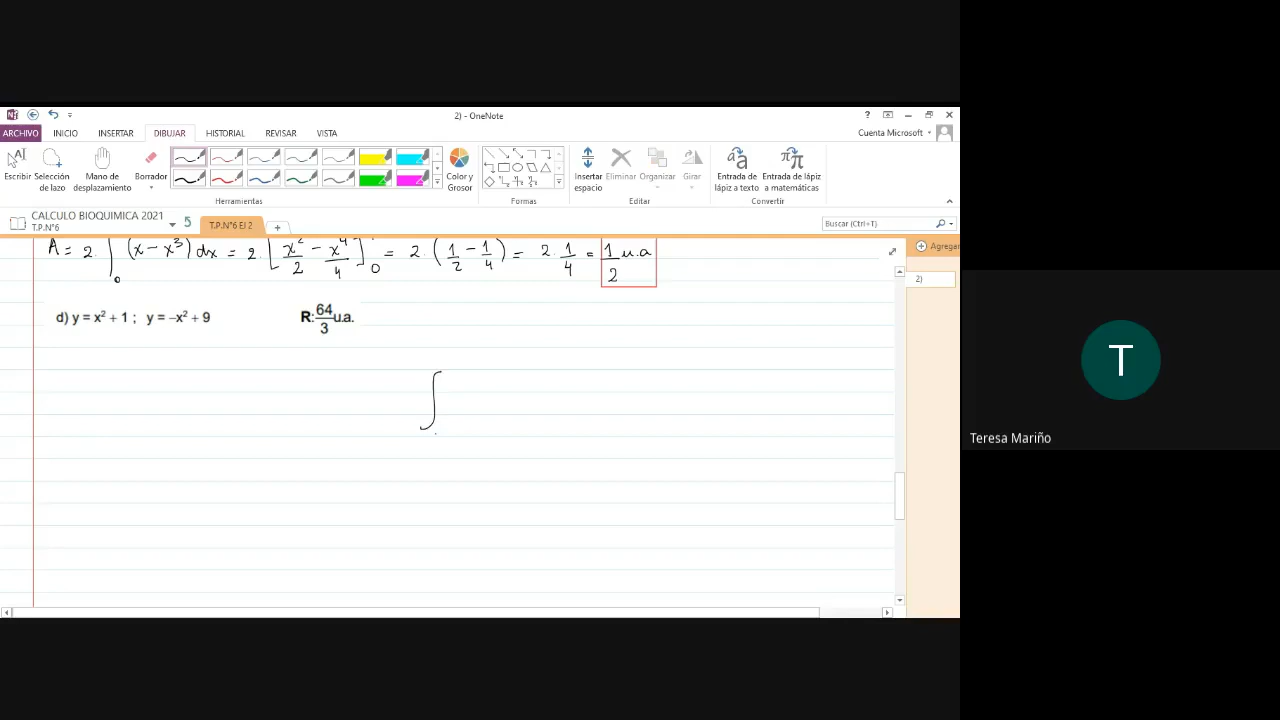 2) - OneNote
?
ARCHIVO INICIO INSERTAR DIBUJAR HISTORIAL REVISAR VISTA
Cuenta Microsoft
Escribir
Selección de lazo
Mano de desplazamiento
Borrador
Color y Grosor
Insertar espacio
Eliminar
Organizar
Girar
Entrada de lápiz a texto
Entrada de lápiz a matemáticas
Herramientas
Formas
Editar
Convertir
CALCULO BIOQUIMICA 2021
T.P.N°6
T.P.N°6 EJ 2
+
Buscar (Ctrl+T)
Agregar
2)
A = 2. ∫₀ (x − x³) dx = 2. [x²/2 − x⁴/4]₀¹ = 2. (1/2 − 1/4) = 2. 1/4 = 1/2 u.a
d) y = x² + 1 ; y = −x² + 9 R: 64/3 u.a.
∫
T
Teresa Mariño